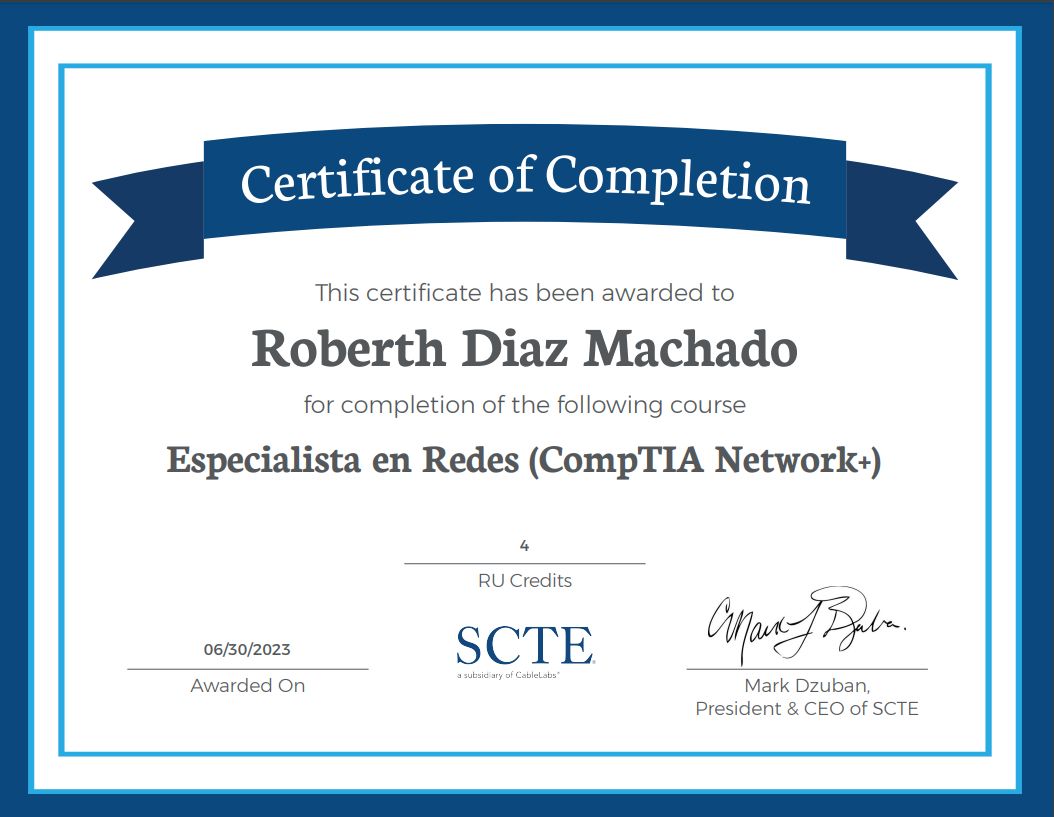 Certificate of Completion
This certificate has been awarded to
Roberth Diaz Machado
for completion of the following course
Especialista en Redes (CompTIA Network+)
4
RU Credits
06/30/2023
Awarded On
SCTE
a subsidiary of CableLabs
Mark Dzuban,
President & CEO of SCTE